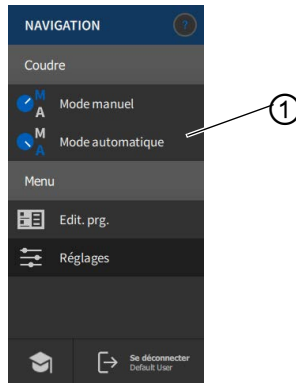 NAVIGATION ?
Coudre
M
A Mode manuel
M
A Mode automatique
1
Menu
Edit. prg.
Réglages
Se déconnecter
Default User